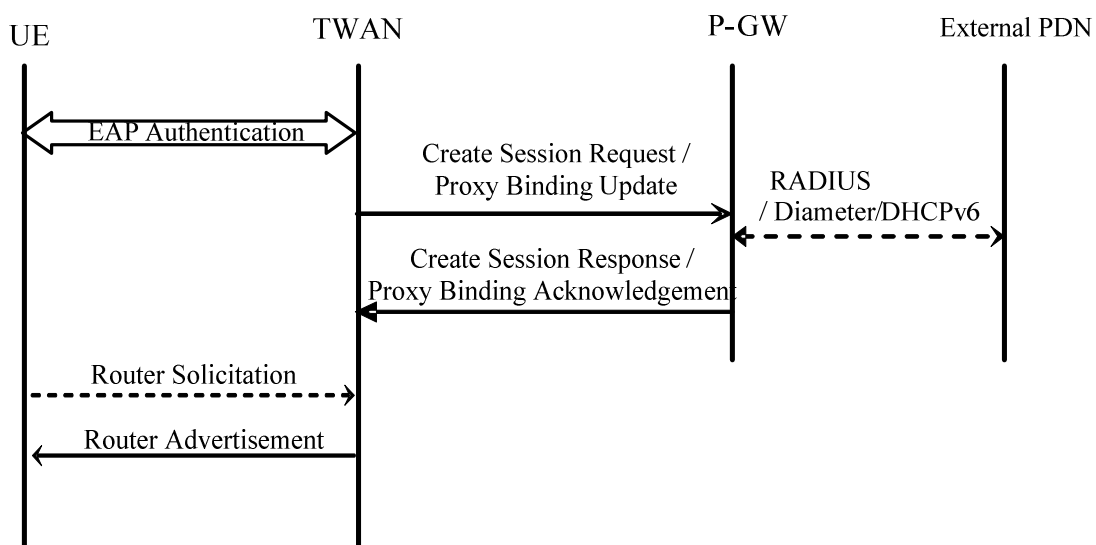 UE
TWAN
P-GW
External PDN
EAP Authentication
Create Session Request /
Proxy Binding Update
RADIUS
/ Diameter/DHCPv6
Create Session Response /
Proxy Binding Acknowledgement
Router Solicitation
Router Advertisement